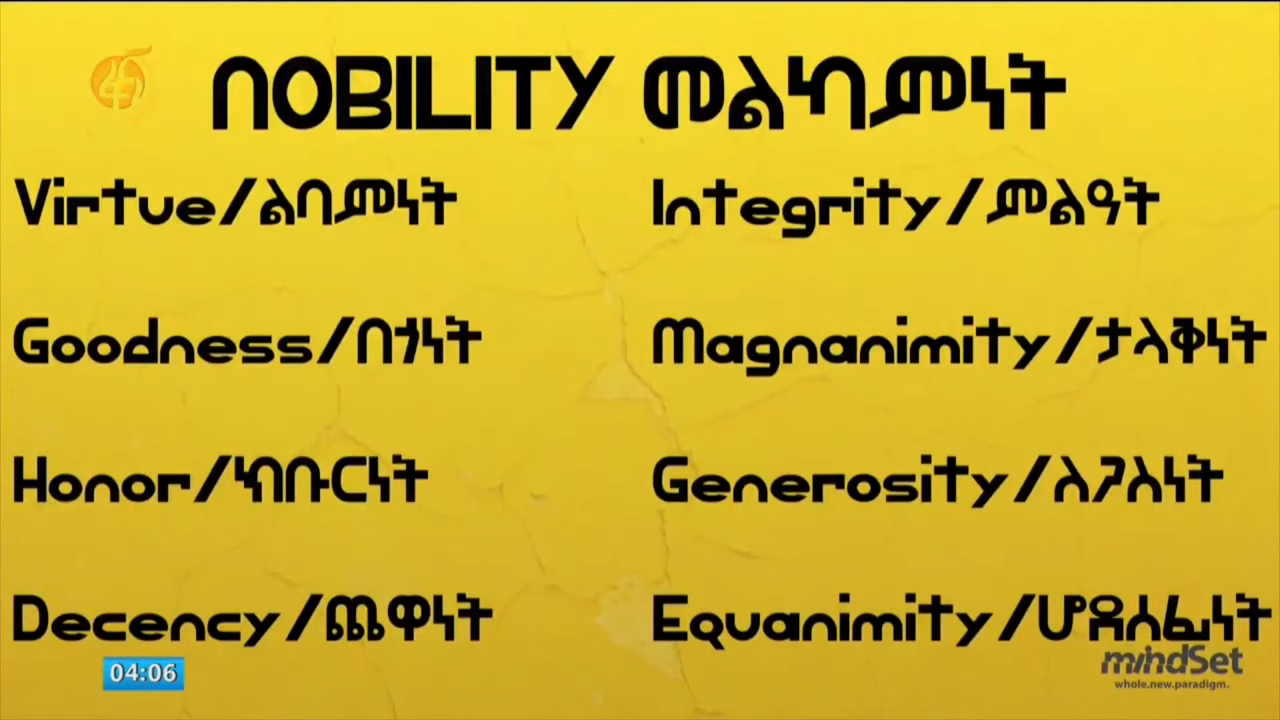 NOBILITY መልካምነት
Virtue/ልባምነት
Integrity/ምልዓት
Goodness/በጎነት
Magnanimity/ታላቅነት
Honor/ክቡርነት
Generosity/ለጋስነት
Decency/ጨዋነት
Equanimity/ሆደሰፊነት
04:06
mindSet
whole.new.paradigm.